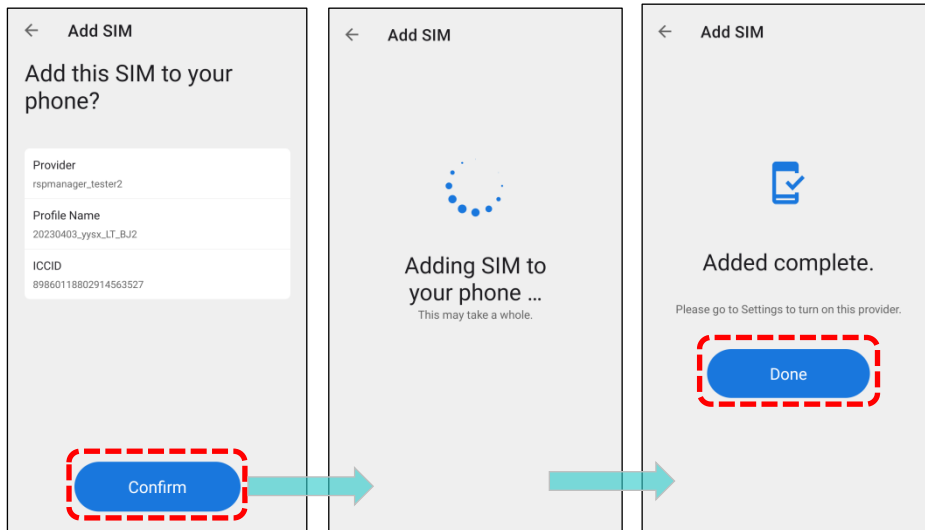 Add SIM
Add this SIM to your
phone?
Provider
rspmanager_tester2
Profile Name
20230403_yysx_LT_BJ2
ICCID
89860118802914563527
Confirm
Add SIM
Adding SIM to
your phone ...
This may take a whole.
Add SIM
Added complete.
Please go to Settings to turn on this provider.
Done